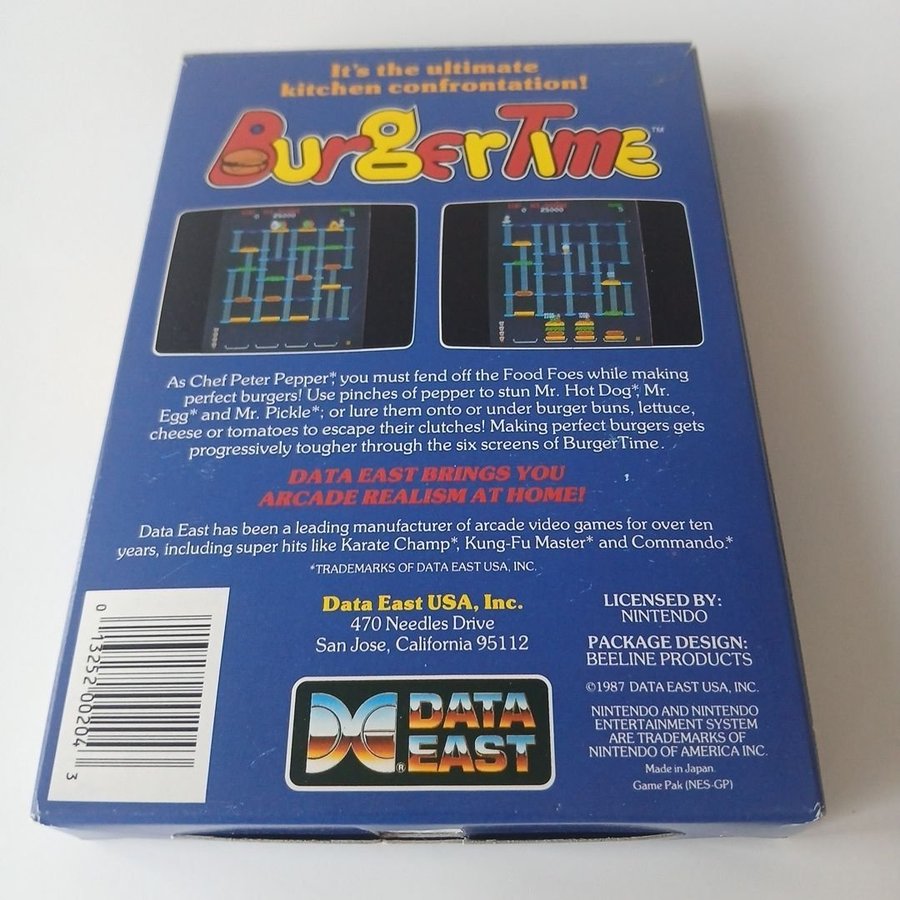 It's the ultimate
kitchen confrontation!
BurgerTime™
0 25000
0 25000 5
As Chef Peter Pepper*, you must fend off the Food Foes while making
perfect burgers! Use pinches of pepper to stun Mr. Hot Dog*, Mr.
Egg* and Mr. Pickle*; or lure them onto or under burger buns, lettuce,
cheese or tomatoes to escape their clutches! Making perfect burgers gets
progressively tougher through the six screens of BurgerTime.
DATA EAST BRINGS YOU
ARCADE REALISM AT HOME!
Data East has been a leading manufacturer of arcade video games for over ten
years, including super hits like Karate Champ*, Kung-Fu Master* and Commando.*
*TRADEMARKS OF DATA EAST USA, INC.
Data East USA, Inc.
470 Needles Drive
San Jose, California 95112
DATA
EAST
®
LICENSED BY:
NINTENDO
PACKAGE DESIGN:
BEELINE PRODUCTS
©1987 DATA EAST USA, INC.
NINTENDO AND NINTENDO
ENTERTAINMENT SYSTEM
ARE TRADEMARKS OF
NINTENDO OF AMERICA INC.
Made in Japan
Game Pak (NES-GP)
0 13252 00204 3